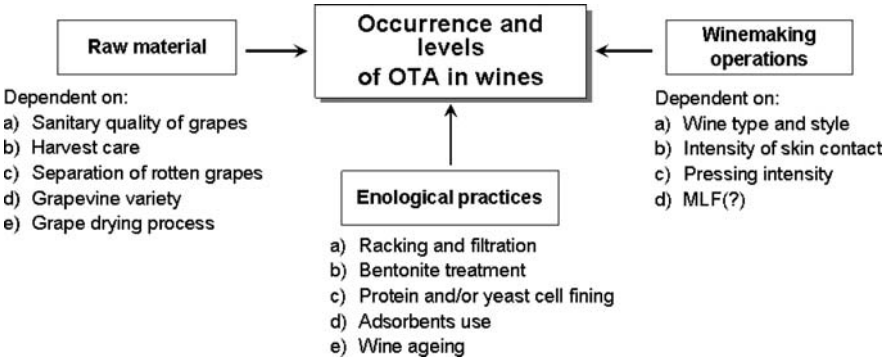 Raw material
Occurrence and
levels
of OTA in wines
Winemaking
operations
Dependent on:
a) Sanitary quality of grapes
b) Harvest care
c) Separation of rotten grapes
d) Grapevine variety
e) Grape drying process
Dependent on:
a) Wine type and style
b) Intensity of skin contact
c) Pressing intensity
d) MLF(?)
Enological practices
a) Racking and filtration
b) Bentonite treatment
c) Protein and/or yeast cell fining
d) Adsorbents use
e) Wine ageing